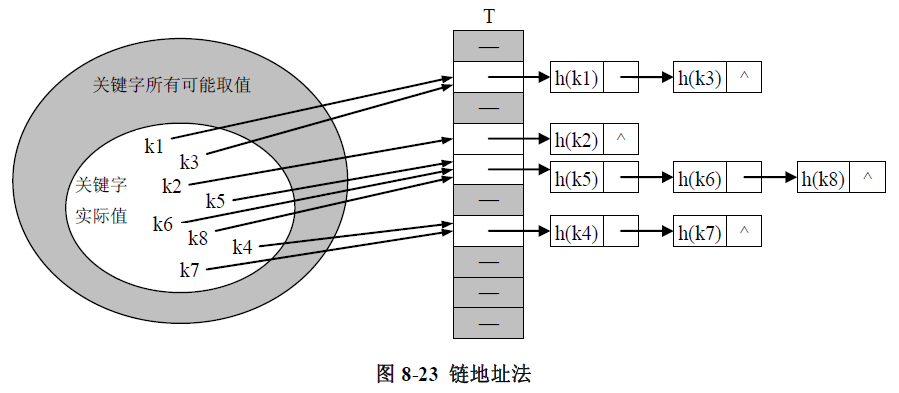 T
—
关键字所有可能取值
h(k1) h(k3) ^
—
k1
k3
h(k2) ^
关键字
实际值
k2
k5
h(k5) h(k6) h(k8) ^
k6
k8
—
k4
h(k4) h(k7) ^
k7
—
—
—
图 8-23 链地址法